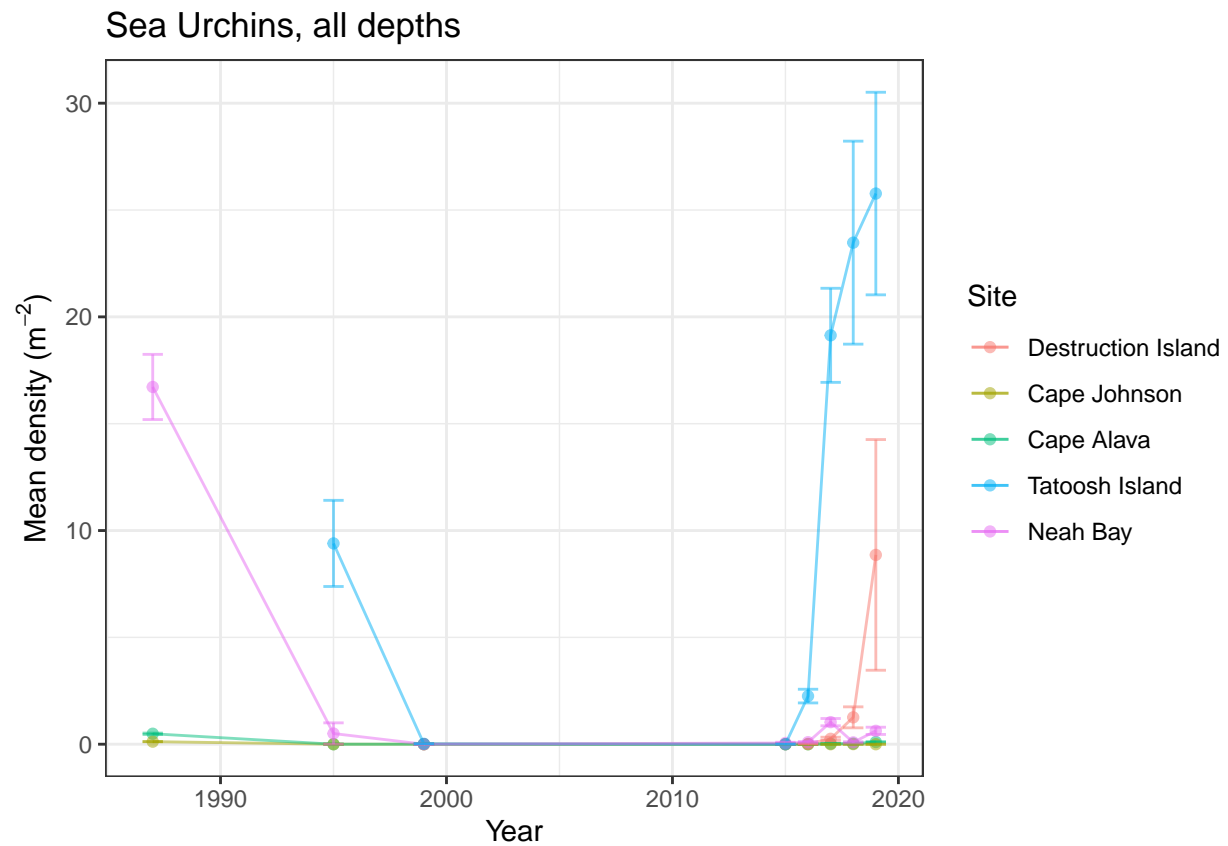 Sea Urchins, all depths
Mean density (m⁻²)
30
20
10
0
1990
2000
2010
2020
Year
Site
Destruction Island
Cape Johnson
Cape Alava
Tatoosh Island
Neah Bay